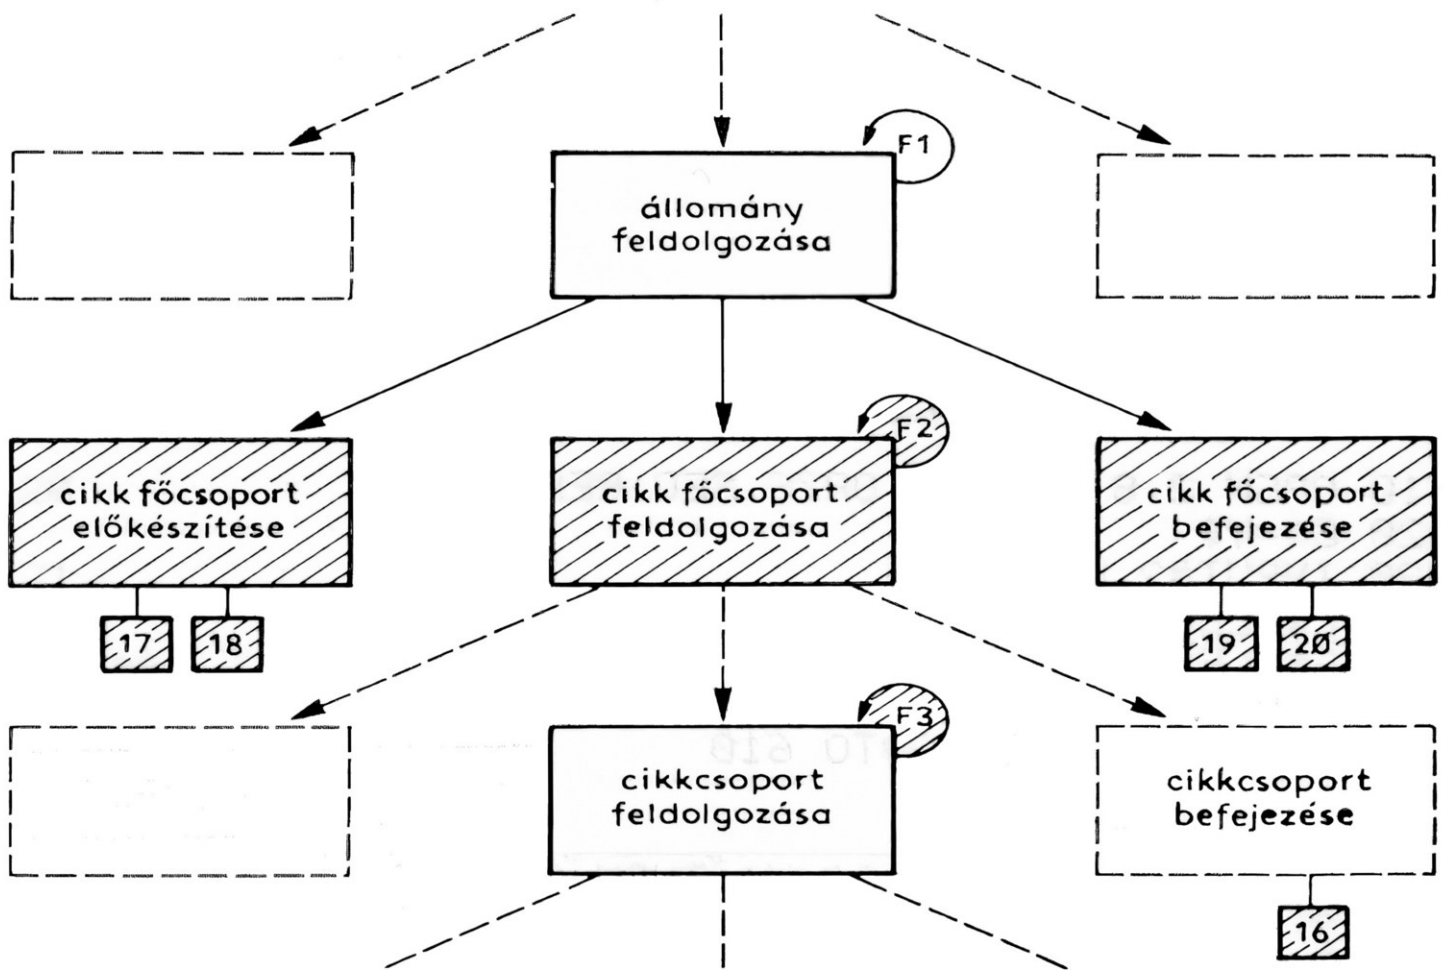 F1
állomány
feldolgozása
F2
cikk főcsoport
előkészítése
cikk főcsoport
feldolgozása
cikk főcsoport
befejezése
17
18
19
20
F3
cikkcsoport
feldolgozása
cikkcsoport
befejezése
16